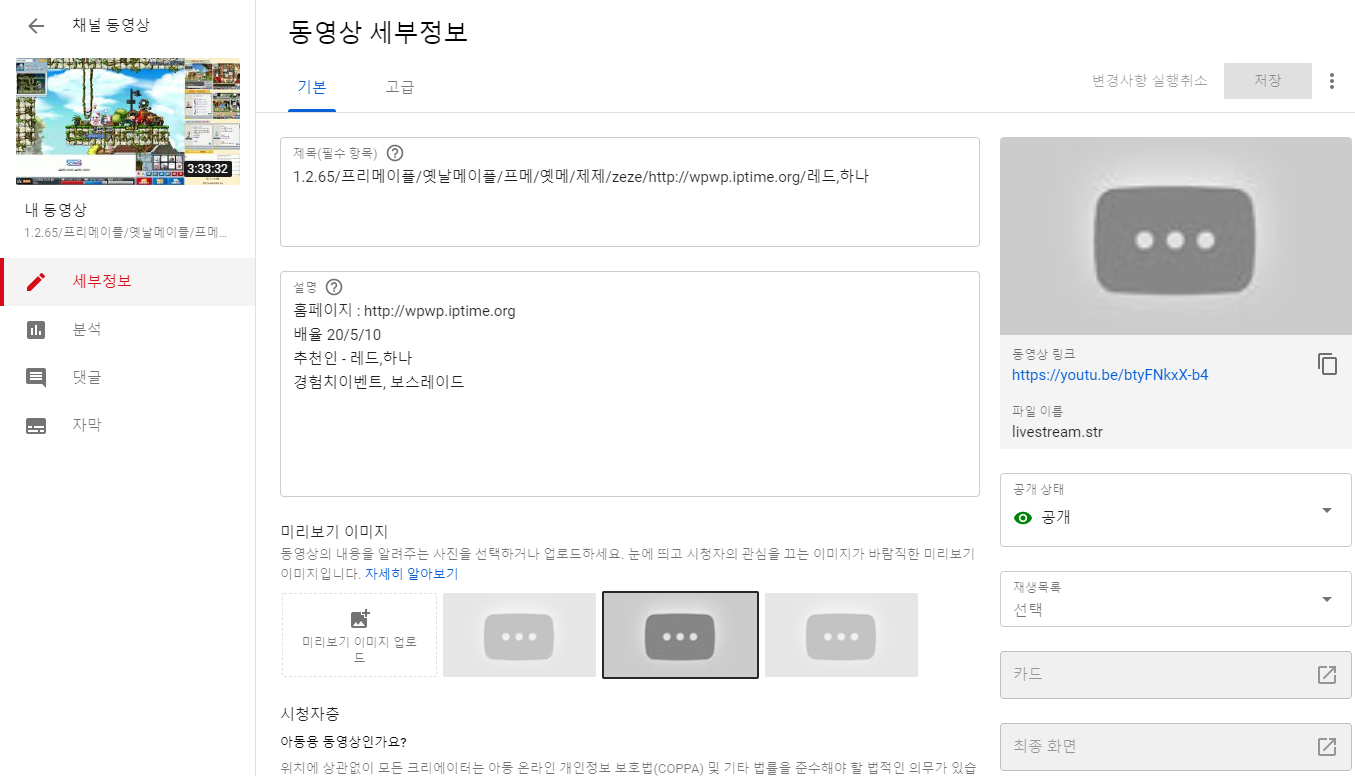 채널 동영상
3:33:32
내 동영상
1.2.65/프리메이플/옛날메이플/프메...
세부정보
분석
댓글
자막
동영상 세부정보
기본
고급
변경사항 실행취소
저장
제목(필수 항목)
1.2.65/프리메이플/옛날메이플/프메/옛메/제제/zeze/http://wpwp.iptime.org/레드,하나
설명
홈페이지 : http://wpwp.iptime.org
배율 20/5/10
추천인 - 레드,하나
경험치이벤트, 보스레이드
미리보기 이미지
동영상의 내용을 알려주는 사진을 선택하거나 업로드하세요. 눈에 띄고 시청자의 관심을 끄는 이미지가 바람직한 미리보기
이미지입니다. 자세히 알아보기
미리보기 이미지 업로
드
시청자층
아동용 동영상인가요?
위치에 상관없이 모든 크리에이터는 아동 온라인 개인정보 보호법(COPPA) 및 기타 법률을 준수해야 할 법적인 의무가 있습
동영상 링크
https://youtu.be/btyFNkxX-b4
파일 이름
livestream.str
공개 상태
공개
재생목록
선택
카드
최종 화면